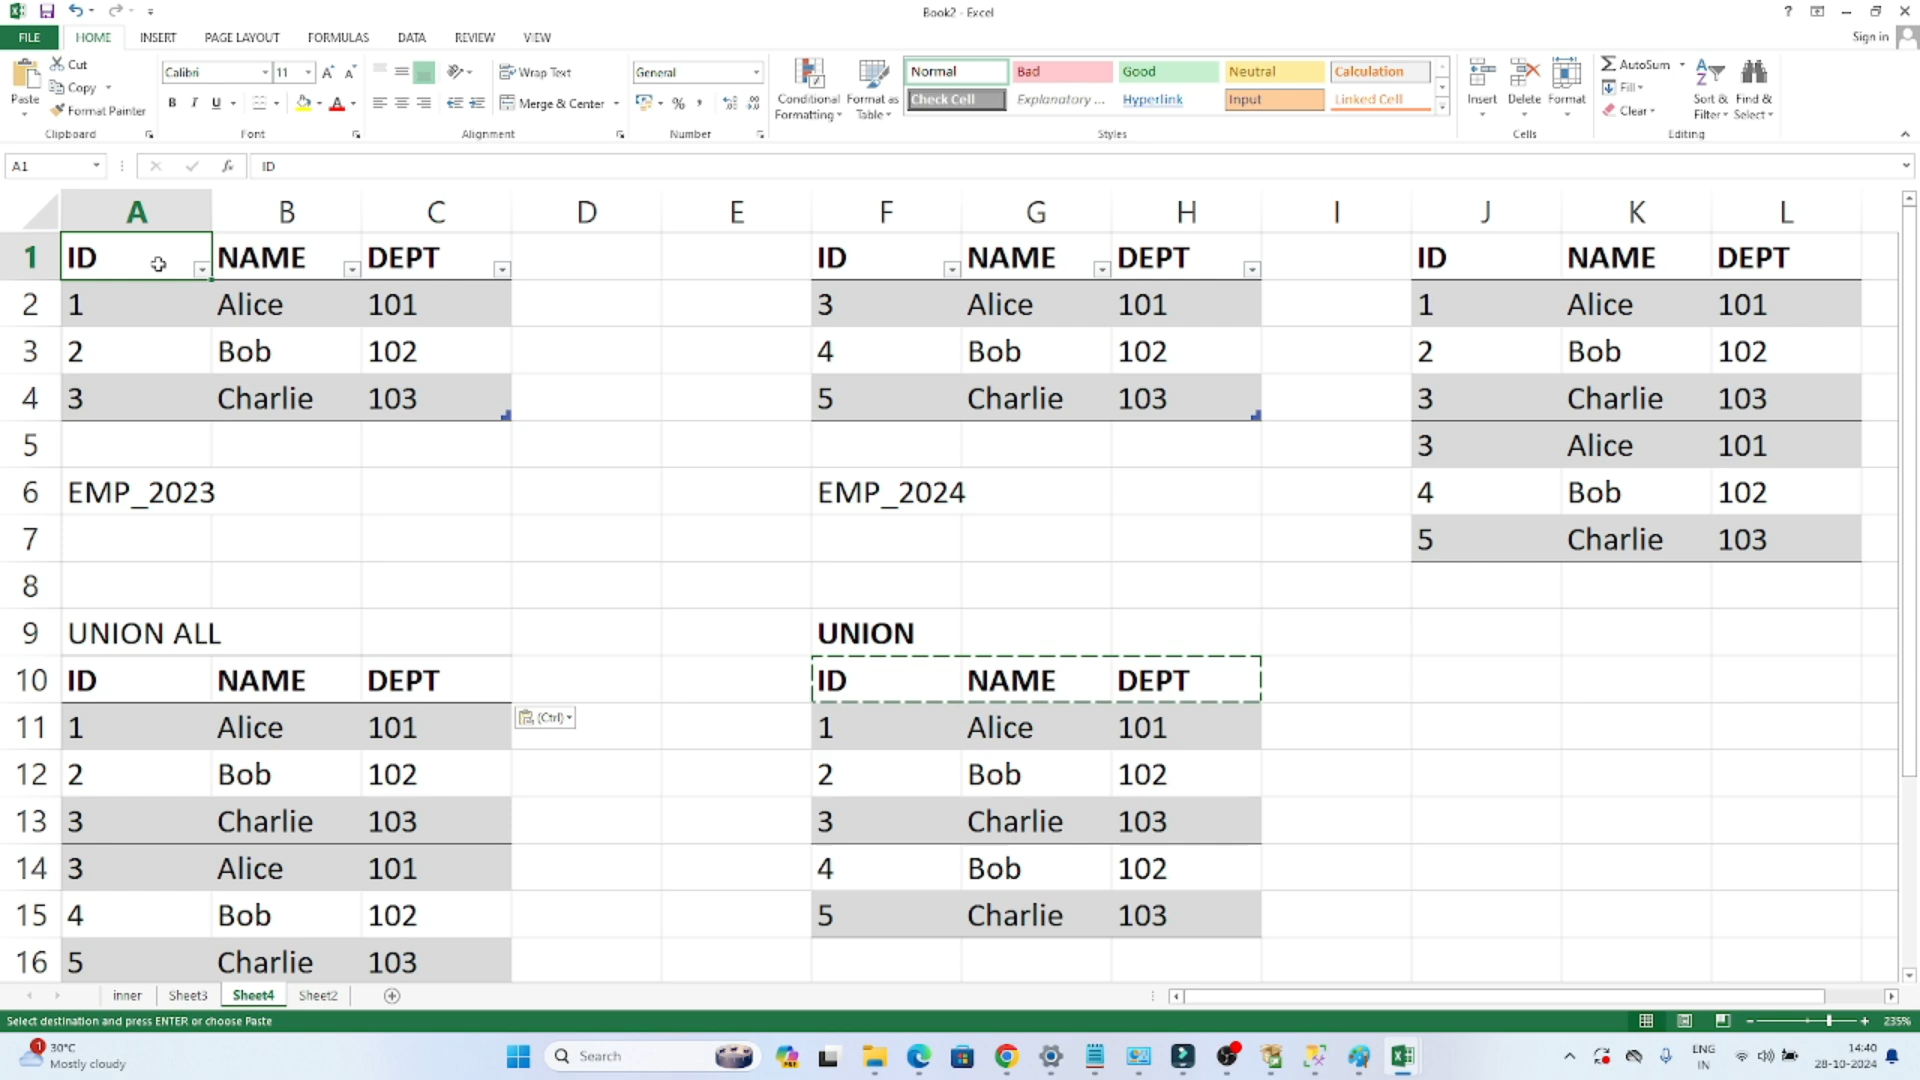 Book2 - Excel
Sign in
FILE HOME INSERT PAGE LAYOUT FORMULAS DATA REVIEW VIEW
Paste Cut Copy Format Painter Clipboard
Calibri 11 B I U Font
Wrap Text Merge & Center Alignment
General % Number
Conditional Formatting Format as Table
Normal Bad Good Neutral Calculation
Check Cell Explanatory ... Hyperlink Input Linked Cell
Styles
Insert Delete Format Cells
AutoSum Fill Clear Sort & Filter Find & Select Editing
A1 fx ID
A B C D E F G H I J K L
1 ID NAME DEPT ID NAME DEPT ID NAME DEPT
2 1 Alice 101 3 Alice 101 1 Alice 101
3 2 Bob 102 4 Bob 102 2 Bob 102
4 3 Charlie 103 5 Charlie 103 3 Charlie 103
5 3 Alice 101
6 EMP_2023 EMP_2024 4 Bob 102
7 5 Charlie 103
8
9 UNION ALL UNION
10 ID NAME DEPT ID NAME DEPT
11 1 Alice 101 (Ctrl) 1 Alice 101
12 2 Bob 102 2 Bob 102
13 3 Charlie 103 3 Charlie 103
14 3 Alice 101 4 Bob 102
15 4 Bob 102 5 Charlie 103
16 5 Charlie 103
inner Sheet3 Sheet4 Sheet2
Select destination and press ENTER or choose Paste 235%
1 30°C
Mostly cloudy
Search
ENG
IN
14:40
28-10-2024